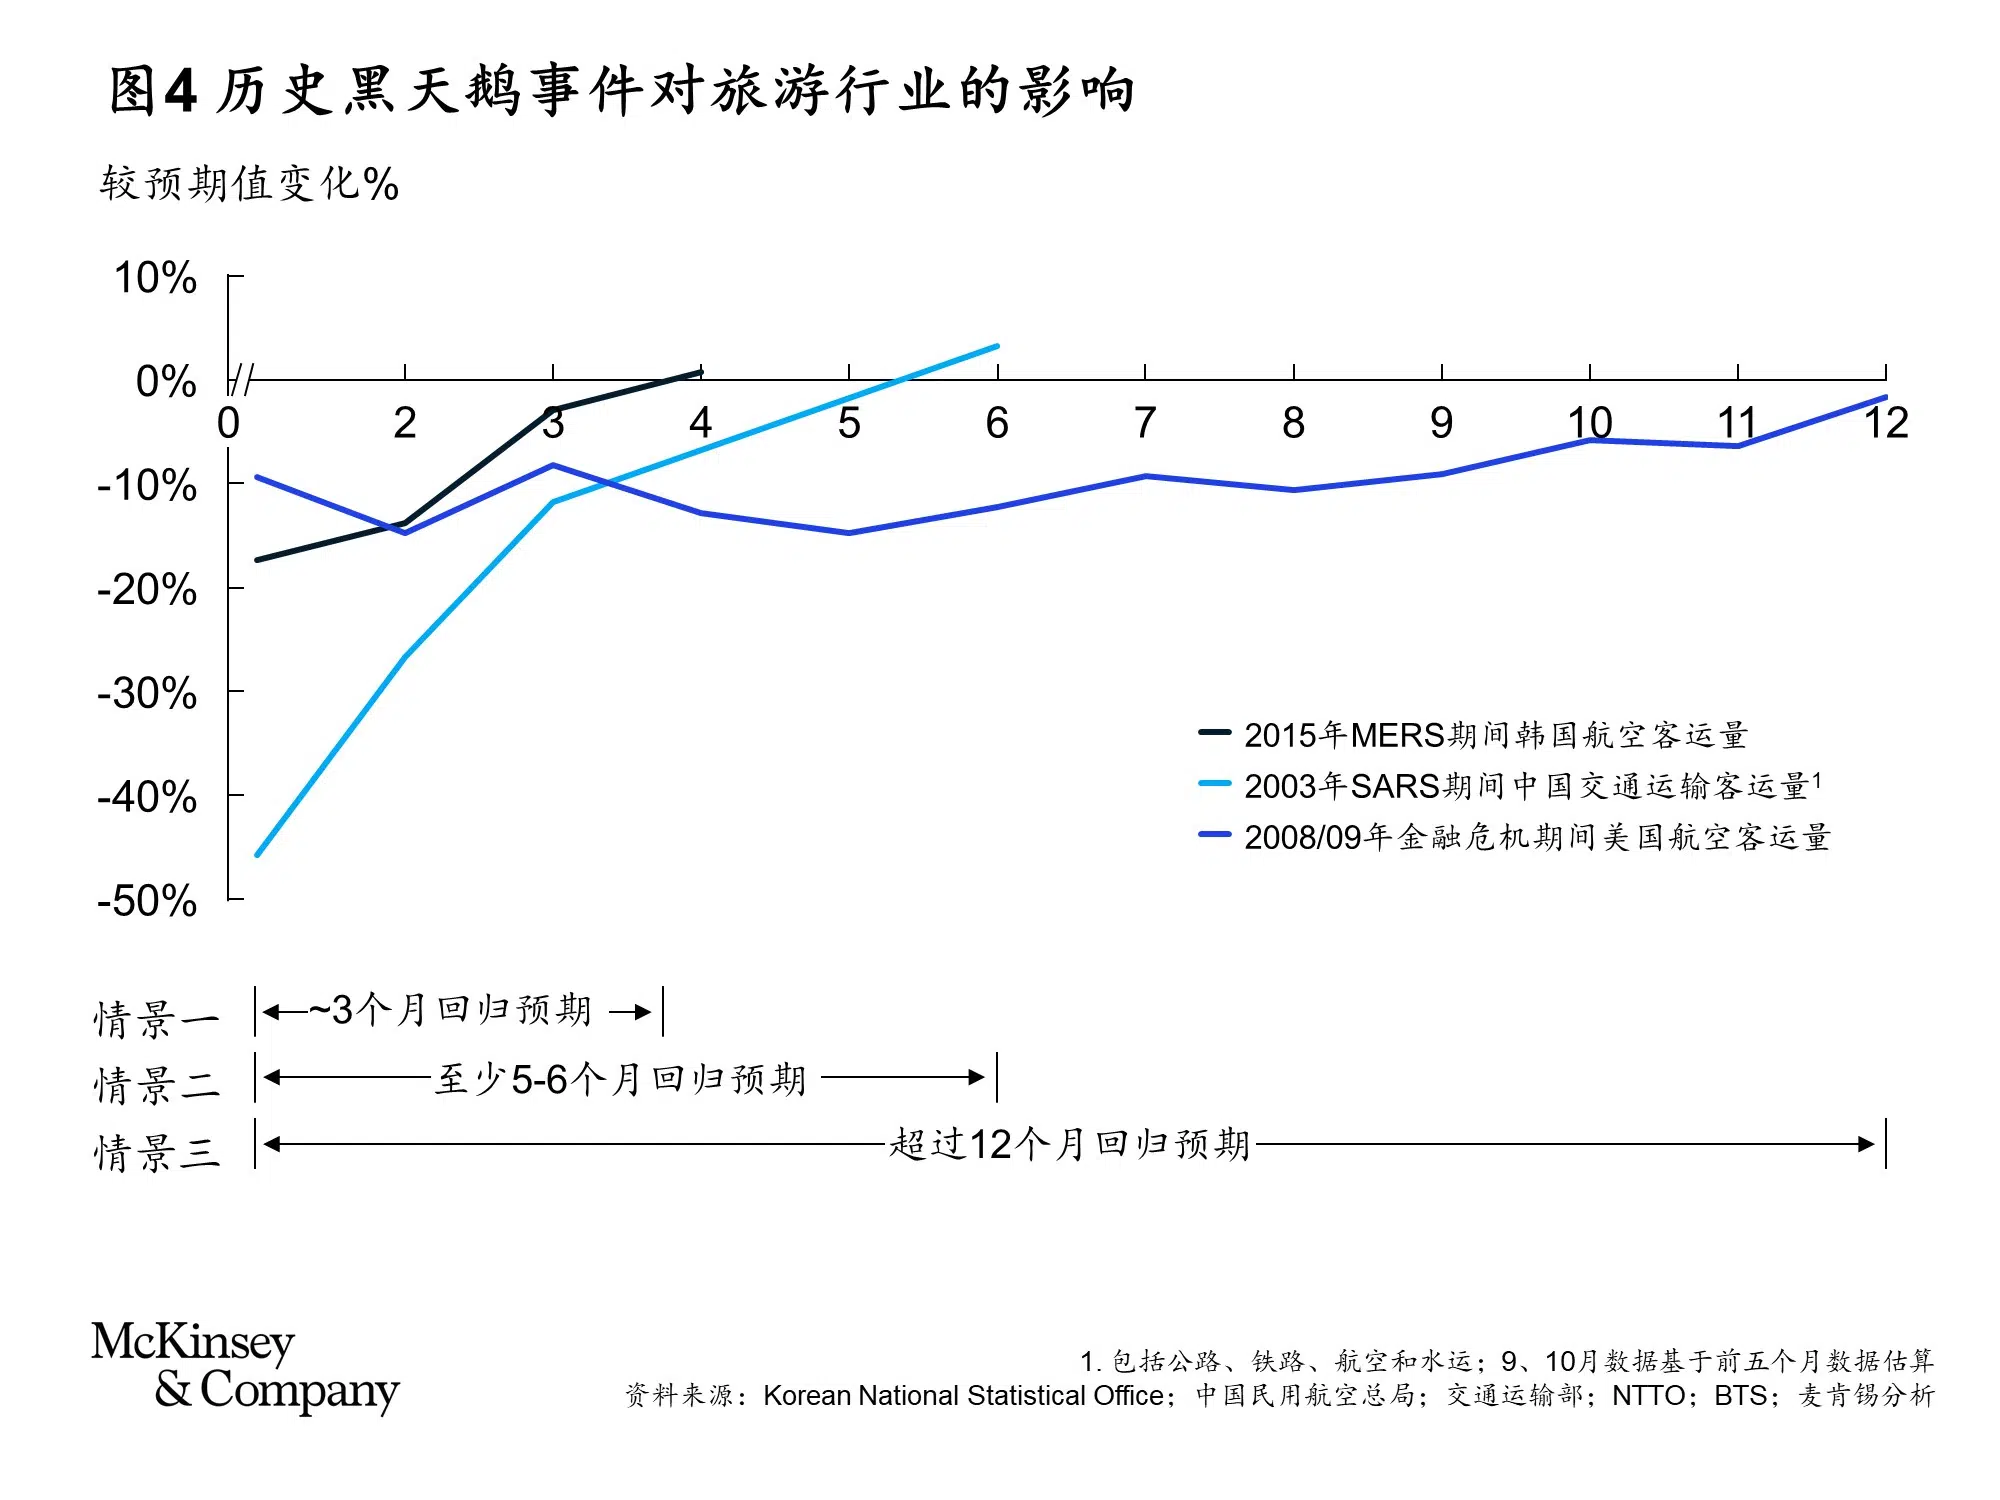 图4 历史黑天鹅事件对旅游行业的影响
较预期值变化%
10%
0%
0 2 3 4 5 6 7 8 9 10 11 12
-10%
-20%
-30%
-40%
-50%
2015年MERS期间韩国航空客运量
2003年SARS期间中国交通运输客运量1
2008/09年金融危机期间美国航空客运量
情景一 ~3个月回归预期
情景二 至少5-6个月回归预期
情景三 超过12个月回归预期
McKinsey
& Company
1. 包括公路、铁路、航空和水运；9、10月数据基于前五个月数据估算
资料来源：Korean National Statistical Office；中国民用航空总局；交通运输部；NTTO；BTS；麦肯锡分析